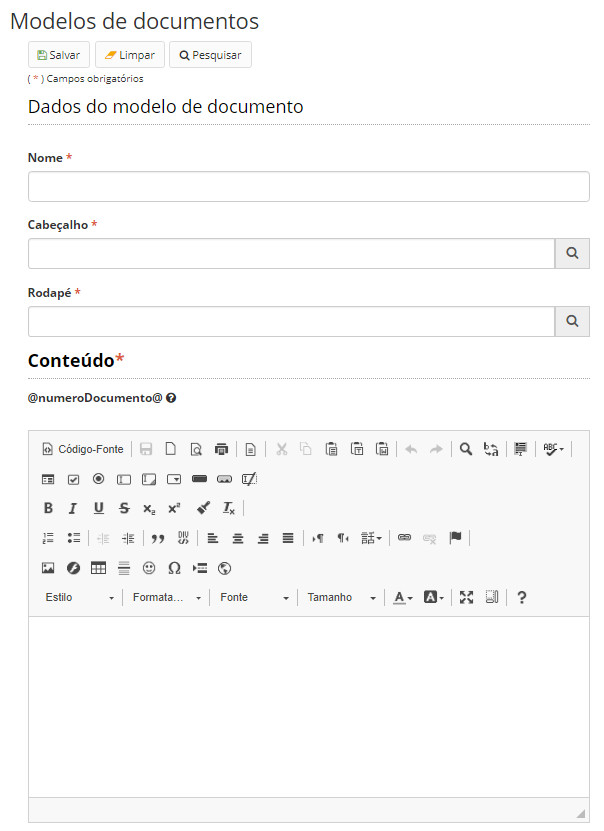 Modelos de documentos
Salvar Limpar Pesquisar
( * ) Campos obrigatórios
Dados do modelo de documento
Nome *
Cabeçalho *
Rodapé *
Conteúdo*
@numeroDocumento@
Código-Fonte
Estilo Formata... Fonte Tamanho